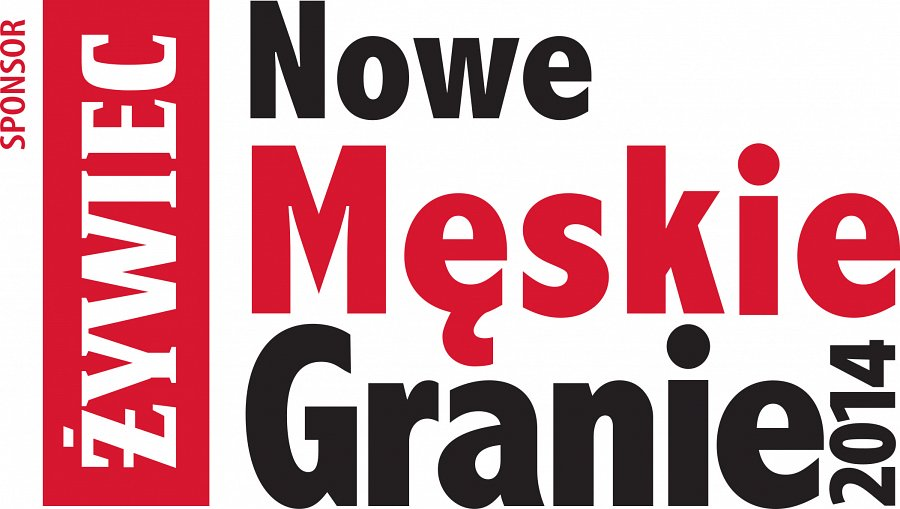 SPONSOR
ŻYWIEC
Nowe
Męskie
Granie
2014